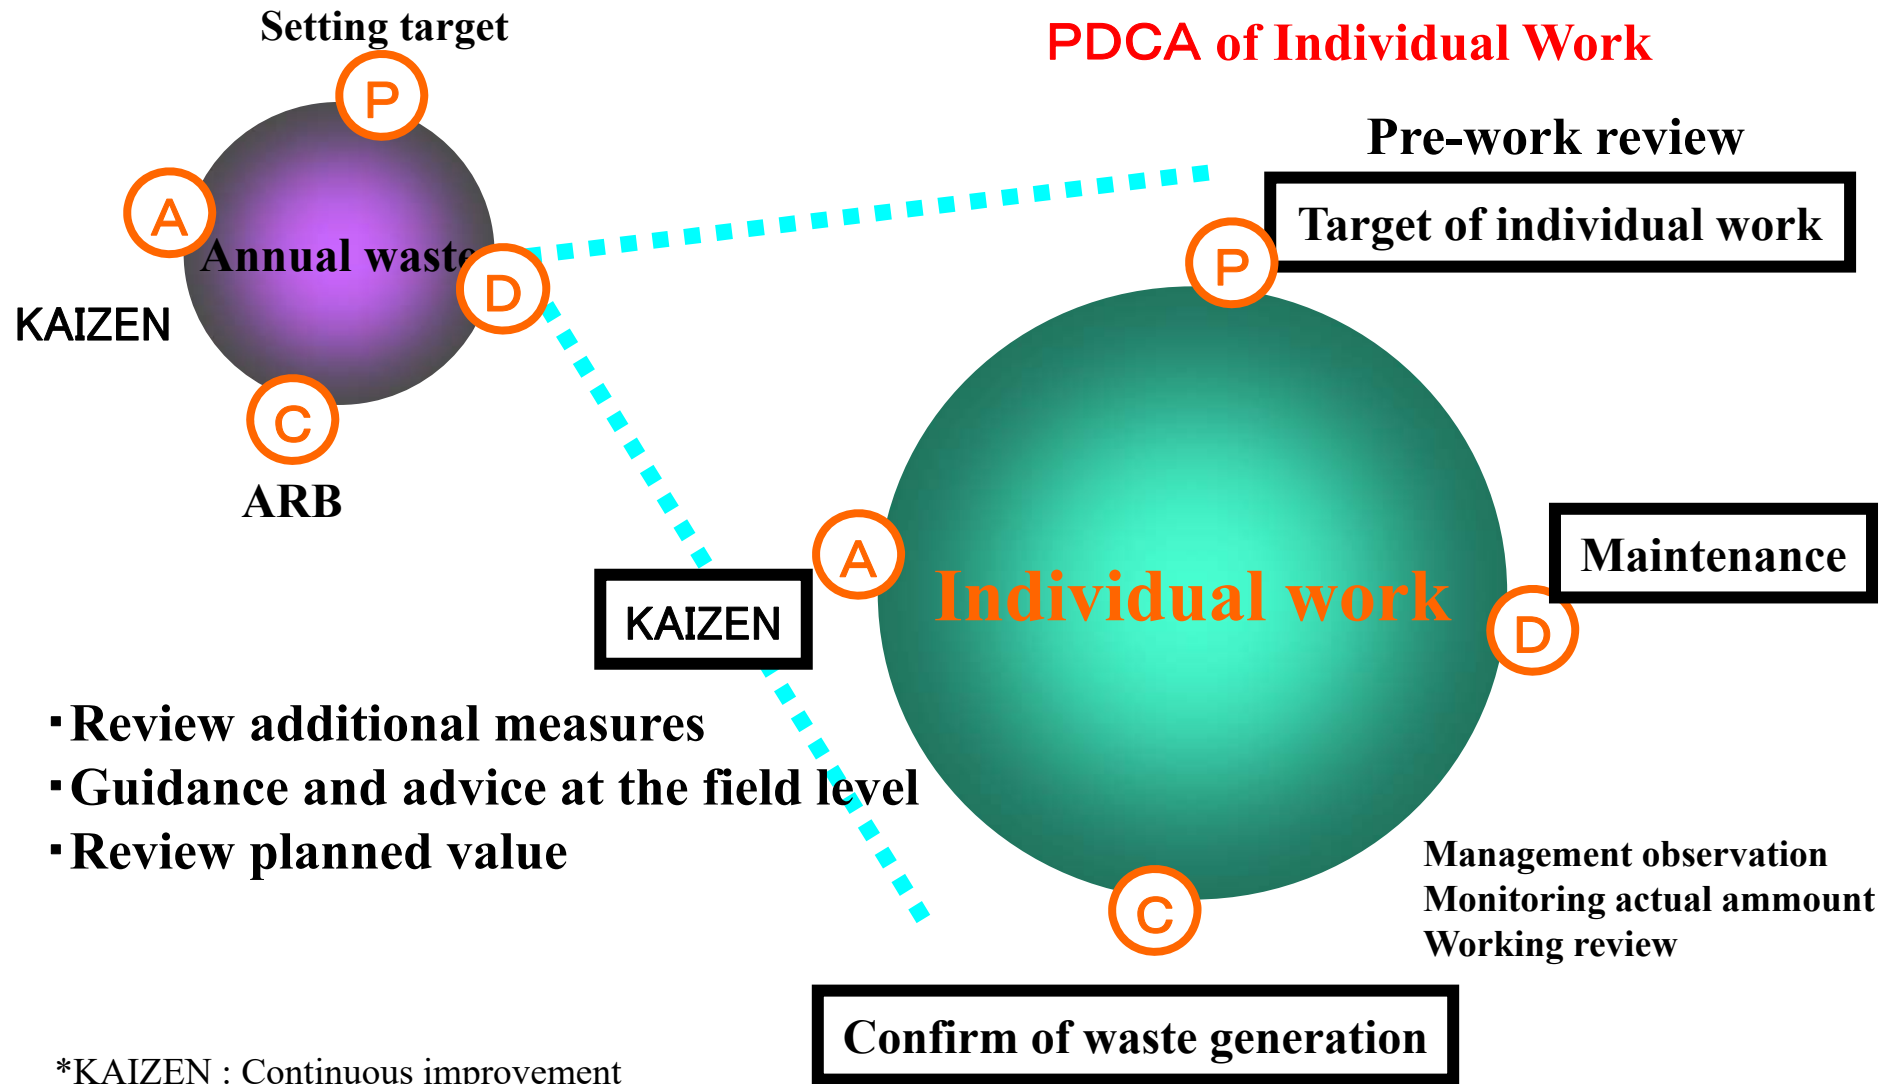 Setting target
PDCA of Individual Work
P
Pre-work review
A
Target of individual work
Annual waste
P
D
KAIZEN
C
ARB
A
Maintenance
Individual work
KAIZEN
D
・Review additional measures
・Guidance and advice at the field level
・Review planned value
Management observation
Monitoring actual ammount
Working review
C
Confirm of waste generation
*KAIZEN : Continuous improvement